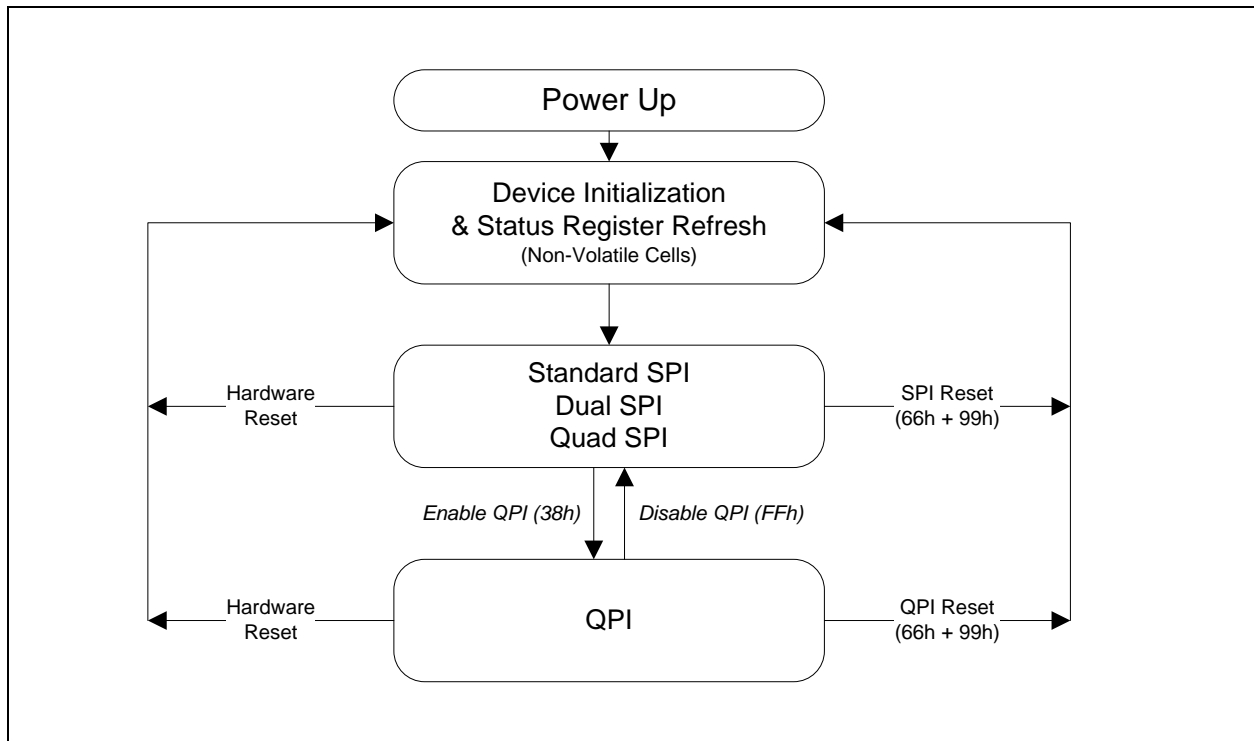 Power Up
Device Initialization
& Status Register Refresh
(Non-Volatile Cells)
Standard SPI
Dual SPI
Quad SPI
Hardware
Reset
SPI Reset
(66h + 99h)
Enable QPI (38h)
Disable QPI (FFh)
Hardware
Reset
QPI
QPI Reset
(66h + 99h)